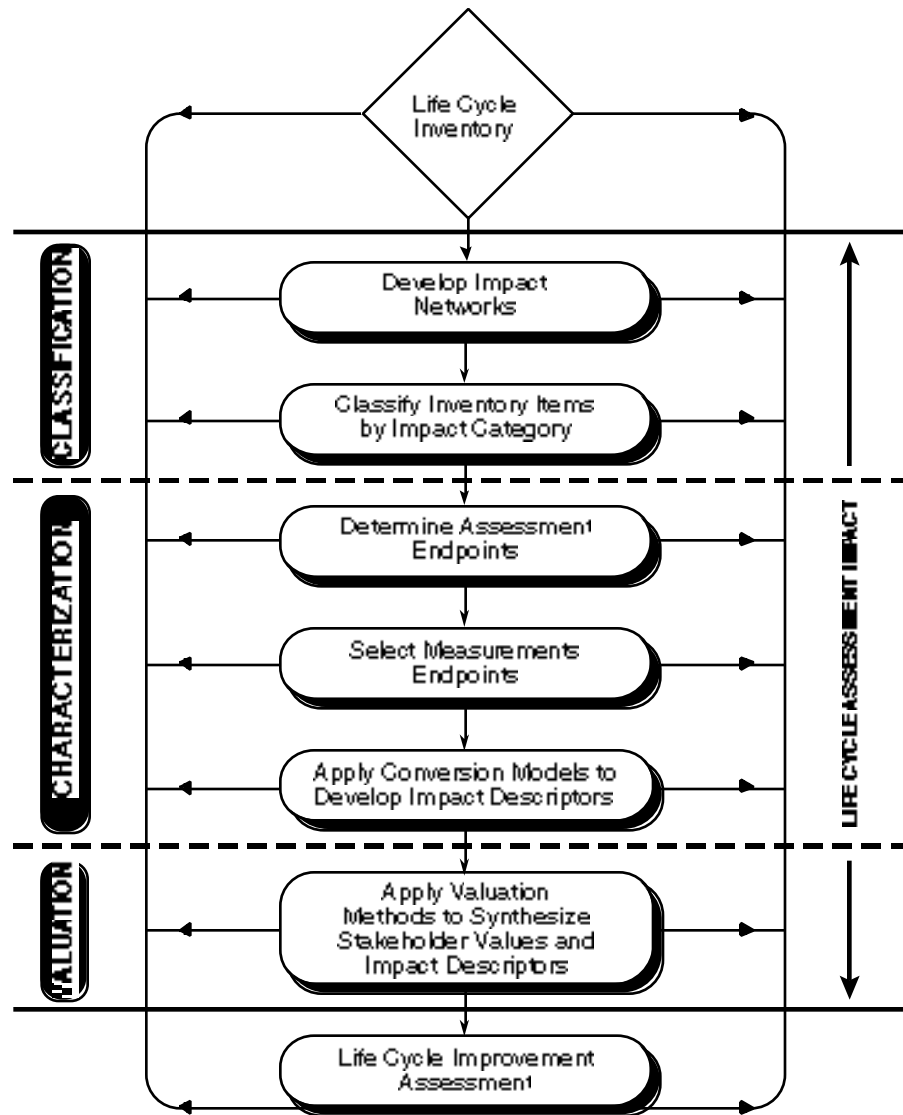 Life Cycle
Inventory
CLASSIFICATION
Develop Impact
Networks
Classify Inventory Items
by Impact Category
CHARACTERIZATION
Determine Assessment
Endpoints
Select Measurements
Endpoints
Apply Conversion Models to
Develop Impact Descriptors
LIFE CYCLE ASSESSMENT IMPACT
VALUATION
Apply Valuation
Methods to Synthesize
Stakeholder Values and
Impact Descriptors
Life Cycle Improvement
Assessment